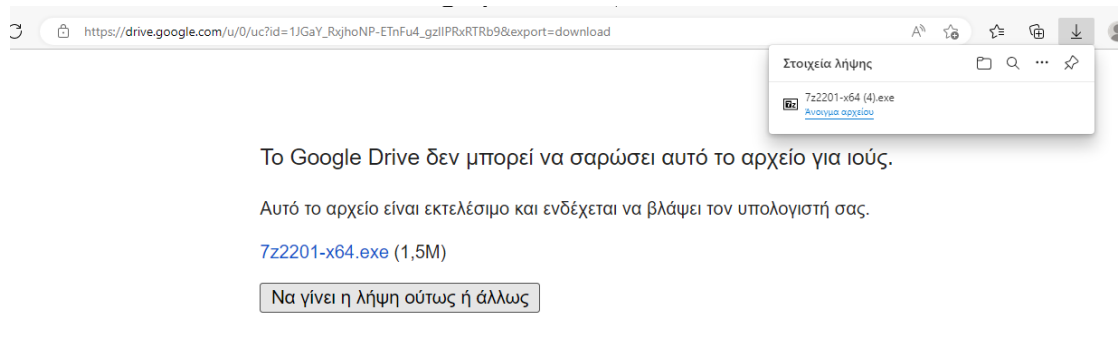 https://drive.google.com/u/0/uc?id=1JGaY_RxjhoNP-ETnFu4_gzllPRxRTRb9&export=download
Στοιχεία λήψης
7z2201-x64 (4).exe
Άνοιγμα αρχείου
Το Google Drive δεν μπορεί να σαρώσει αυτό το αρχείο για ιούς.
Αυτό το αρχείο είναι εκτελέσιμο και ενδέχεται να βλάψει τον υπολογιστή σας.
7z2201-x64.exe (1,5M)
Να γίνει η λήψη ούτως ή άλλως